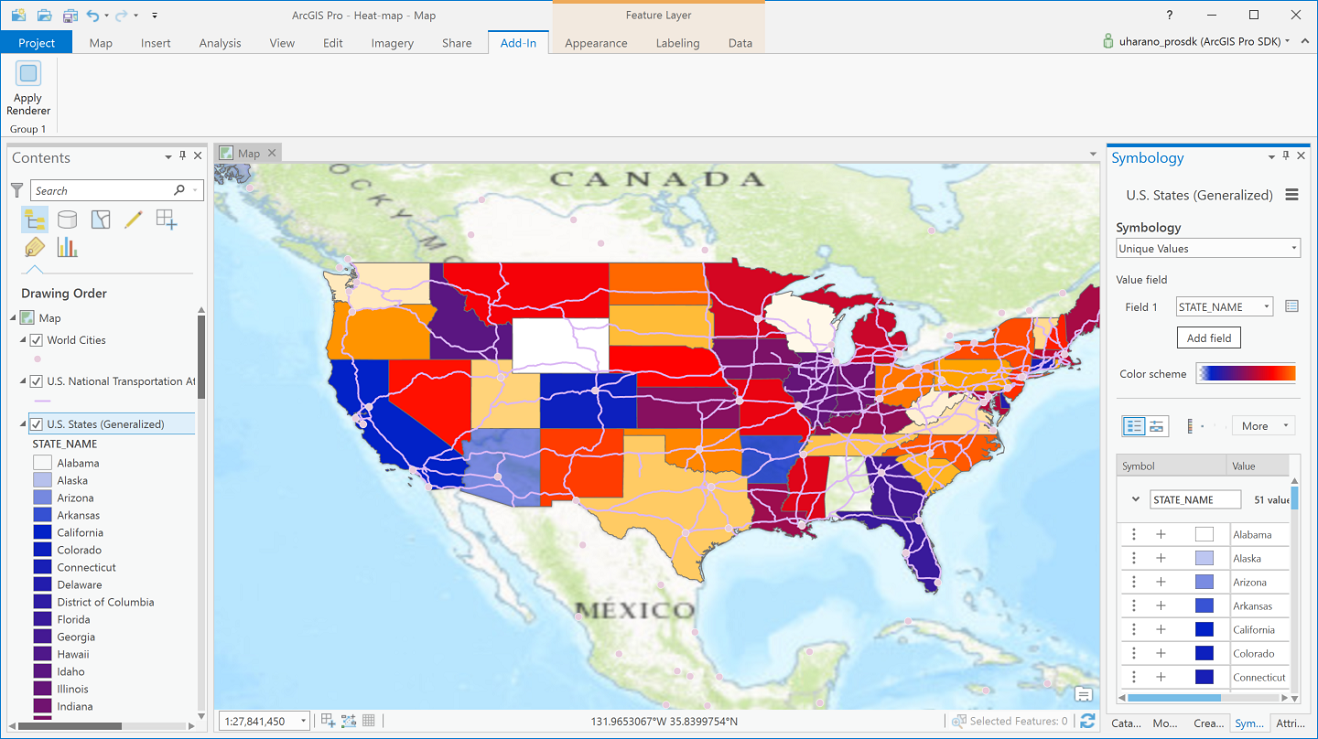 ArcGIS Pro - Heat-map - Map
Feature Layer
?
Project Map Insert Analysis View Edit Imagery Share Add-In Appearance Labeling Data
uharano_prosdk (ArcGIS Pro SDK)
Apply
Renderer
Group 1
Contents
Search
Drawing Order
Map
World Cities
U.S. National Transportation At
U.S. States (Generalized)
STATE_NAME
Alabama
Alaska
Arizona
Arkansas
California
Colorado
Connecticut
Delaware
District of Columbia
Florida
Georgia
Hawaii
Idaho
Illinois
Indiana
Map
CANADA
OCKY M
MÉXICO
1:27,841,450
131.9653067°W 35.8399754°N
Selected Features: 0
Symbology
U.S. States (Generalized)
Symbology
Unique Values
Value field
Field 1 STATE_NAME
Add field
Color scheme
More
Symbol Value
STATE_NAME 51 value
Alabama
Alaska
Arizona
Arkansas
California
Colorado
Connecticut
Cata... Mo... Crea... Sym... Attri...